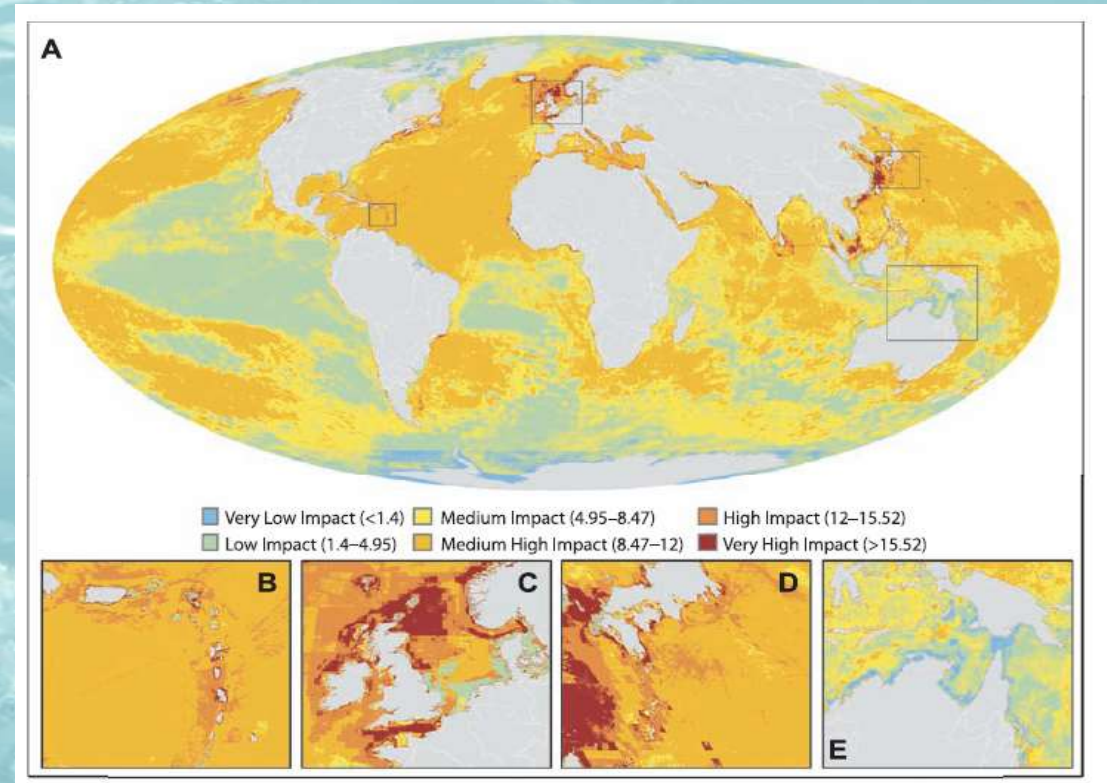 A
Very Low Impact (<1.4)
Medium Impact (4.95–8.47)
High Impact (12–15.52)
Low Impact (1.4–4.95)
Medium High Impact (8.47–12)
Very High Impact (>15.52)
B
C
D
E